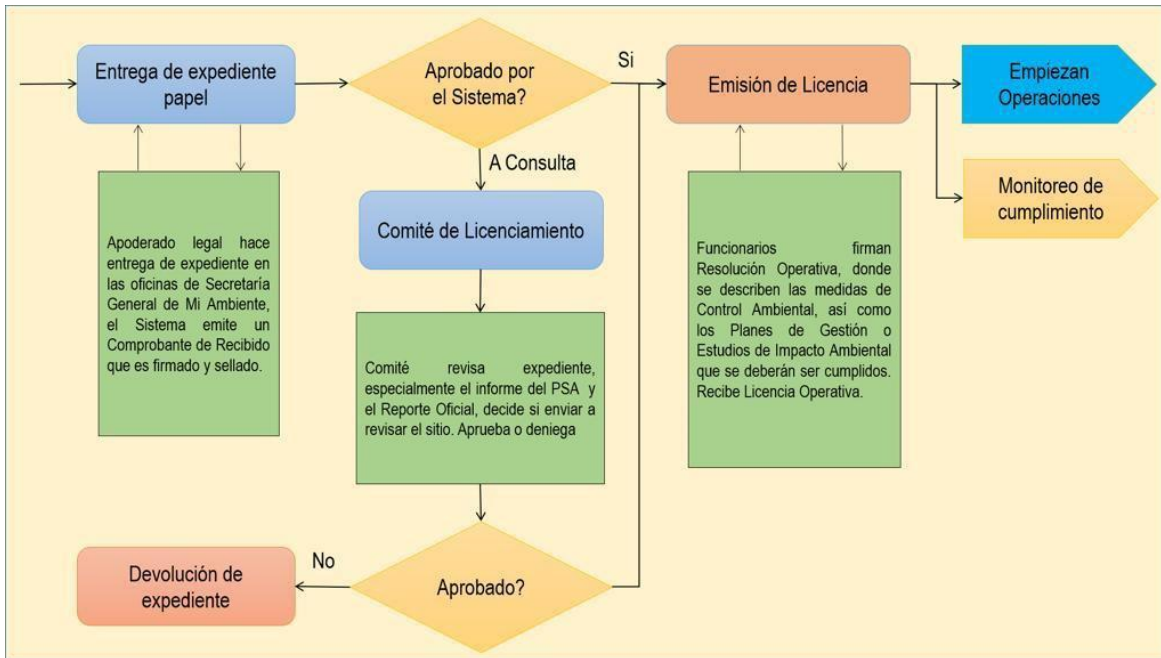 Entrega de expediente
papel
Aprobado por
el Sistema?
Si
Emisión de Licencia
Empiezan
Operaciones
Monitoreo de
cumplimiento
A Consulta
Comité de Licenciamiento
Apoderado legal hace
entrega de expediente en
las oficinas de Secretaría
General de Mi Ambiente,
el Sistema emite un
Comprobante de Recibido
que es firmado y sellado.
Comité revisa expediente,
especialmente el informe del PSA y
el Reporte Oficial, decide si enviar a
revisar el sitio. Aprueba o deniega
Funcionarios firman
Resolución Operativa, donde
se describen las medidas de
Control Ambiental, así como
los Planes de Gestión o
Estudios de Impacto Ambiental
que se deberán ser cumplidos.
Recibe Licencia Operativa.
Aprobado?
No
Devolución de
expediente